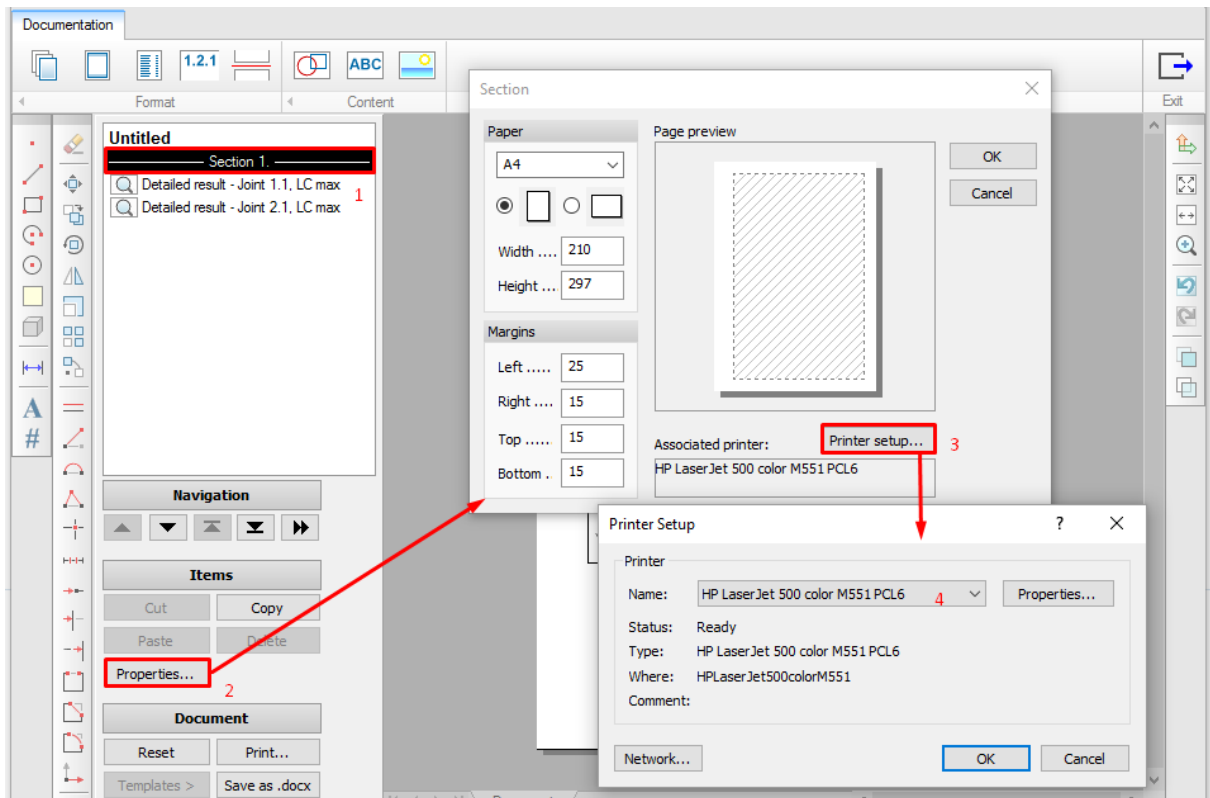 Documentation
1.2.1
ABC
Format
Content
Exit
Untitled
Section 1.
Detailed result - Joint 1.1, LC max
Detailed result - Joint 2.1, LC max
1
A
#
Navigation
Items
Cut
Copy
Paste
Delete
Properties...
2
Document
Reset
Print...
Templates >
Save as .docx
Section
Paper
A4
Width ....
210
Height ....
297
Margins
Left .....
25
Right ....
15
Top ......
15
Bottom ..
15
Page preview
OK
Cancel
Associated printer:
Printer setup...
3
HP LaserJet 500 color M551 PCL6
Printer Setup
?
Printer
Name:
HP LaserJet 500 color M551 PCL6
4
Properties...
Status:
Ready
Type:
HP LaserJet 500 color M551 PCL6
Where:
HPLaserJet500colorM551
Comment:
Network...
OK
Cancel